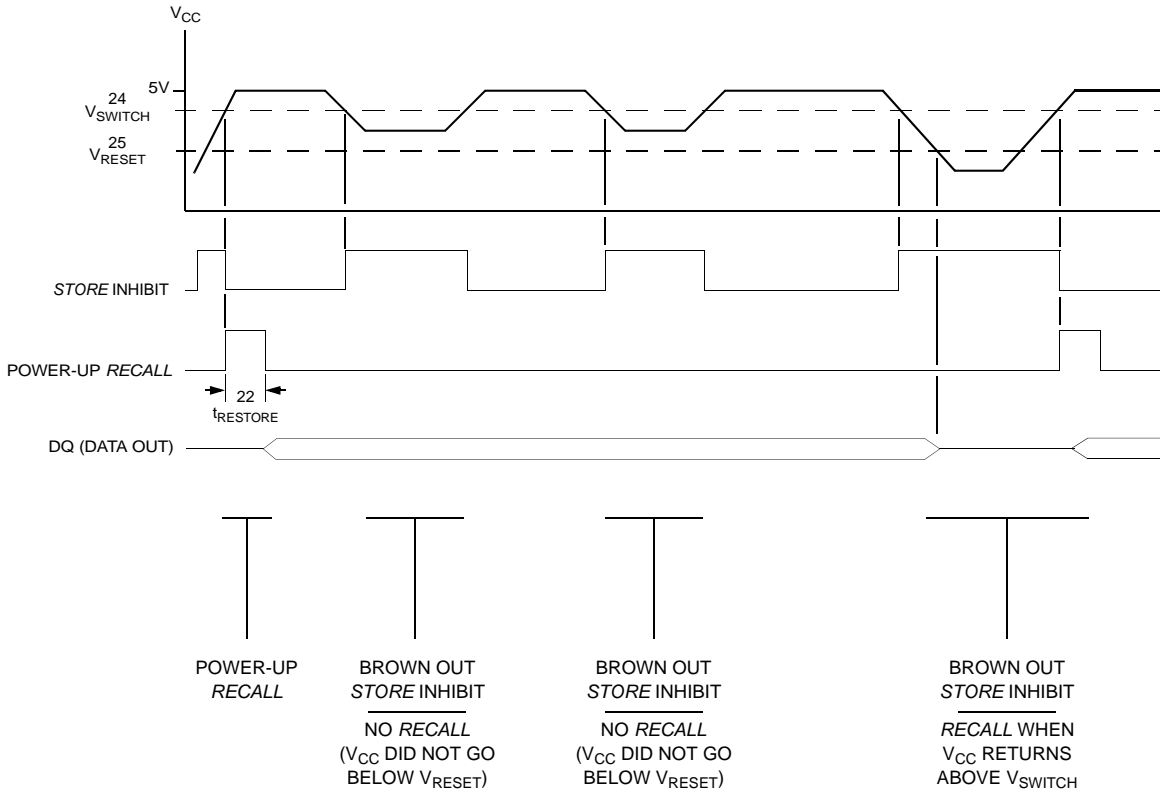 VCC
5V
24
VSWITCH
25
VRESET
STORE INHIBIT
POWER-UP RECALL
22
tRESTORE
DQ (DATA OUT)
POWER-UP
RECALL
BROWN OUT
STORE INHIBIT
NO RECALL
(VCC DID NOT GO
BELOW VRESET)
BROWN OUT
STORE INHIBIT
NO RECALL
(VCC DID NOT GO
BELOW VRESET)
BROWN OUT
STORE INHIBIT
RECALL WHEN
VCC RETURNS
ABOVE VSWITCH